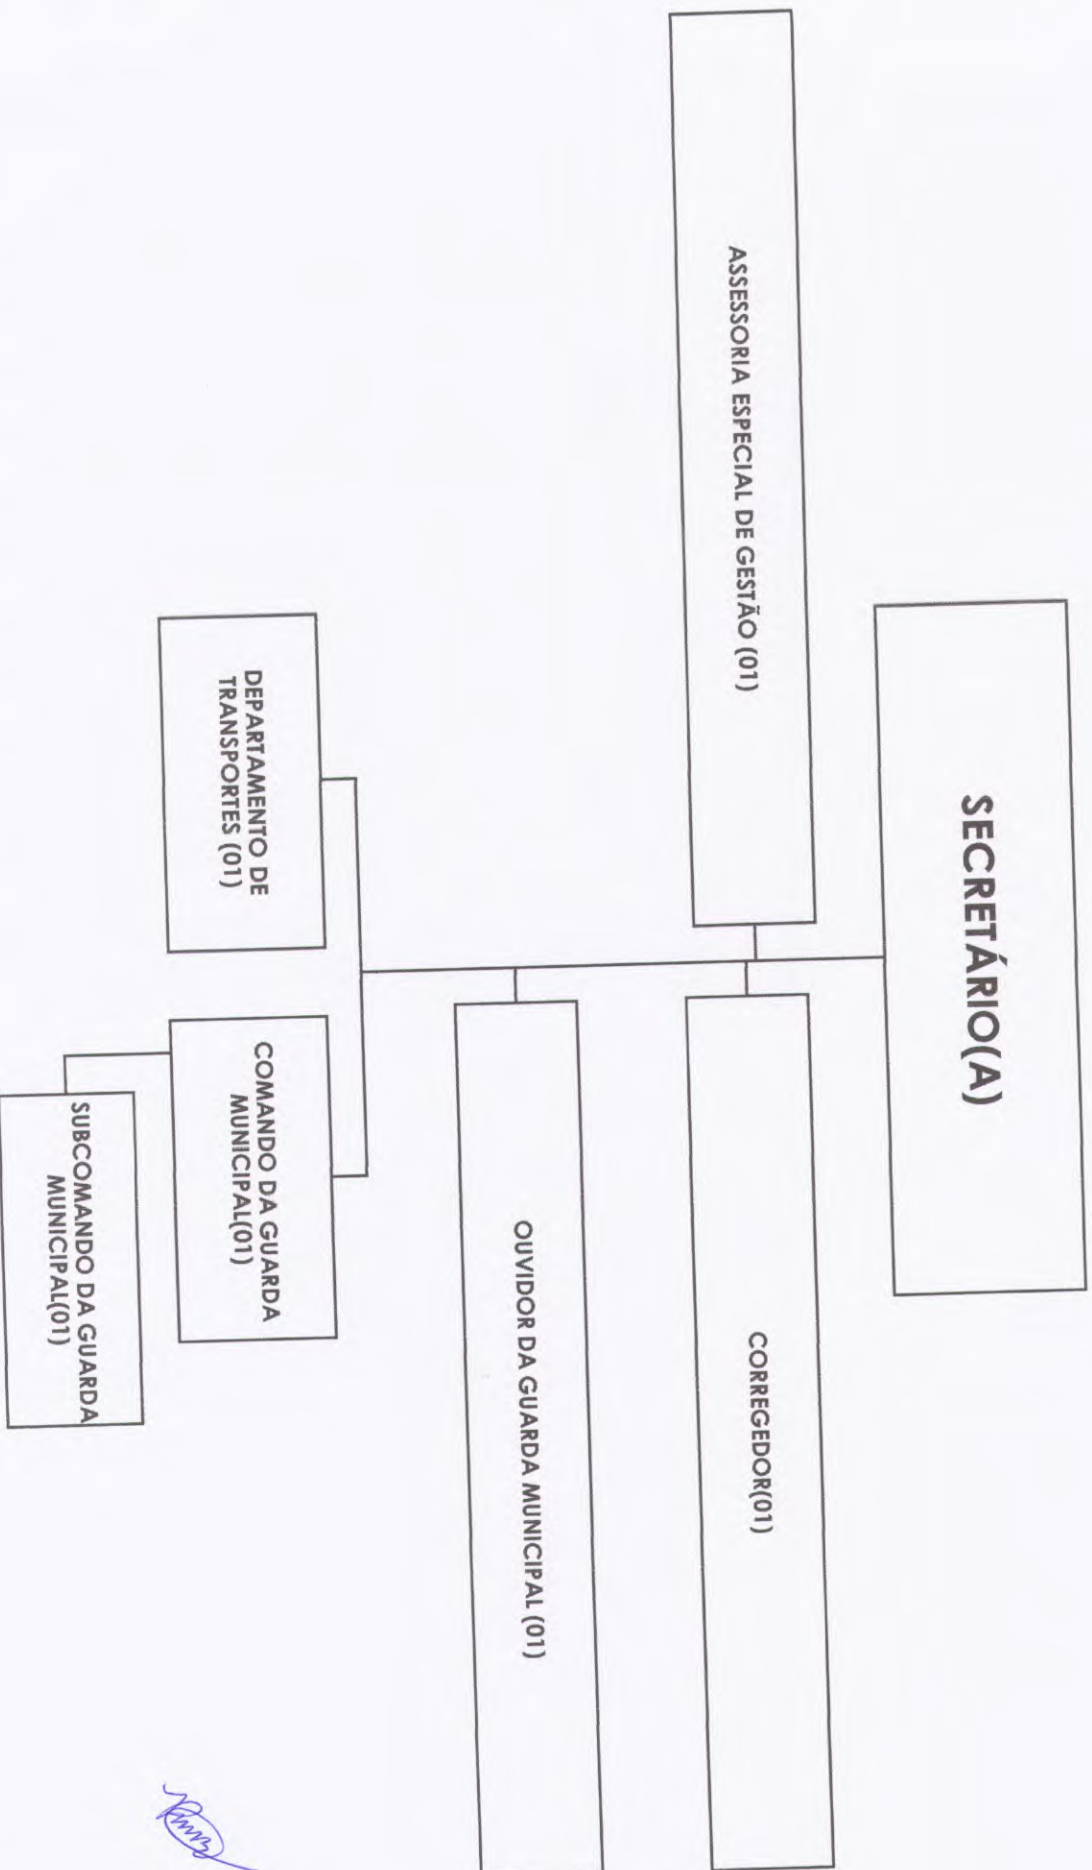 SECRETÁRIO(A)
ASSESSORIA ESPECIAL DE GESTÃO (01)
CORREGEDOR(01)
OUVIDOR DA GUARDA MUNICIPAL (01)
DEPARTAMENTO DE
TRANSPORTES (01)
COMANDO DA GUARDA
MUNICIPAL(01)
SUBCOMANDO DA GUARDA
MUNICIPAL(01)